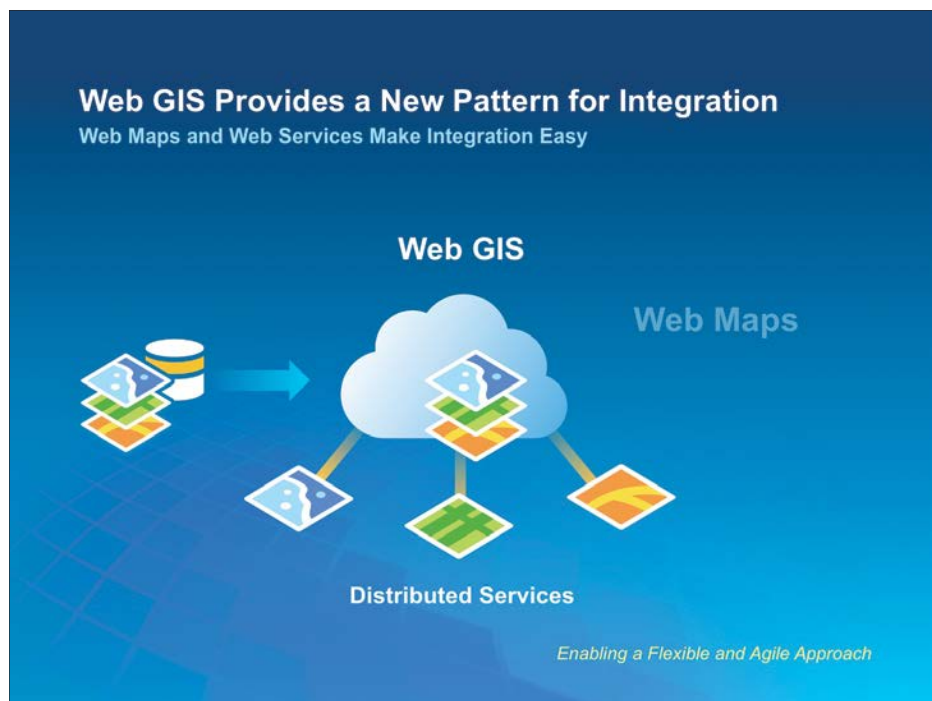 Web GIS Provides a New Pattern for Integration
Web Maps and Web Services Make Integration Easy
Web GIS
Web Maps
Distributed Services
Enabling a Flexible and Agile Approach